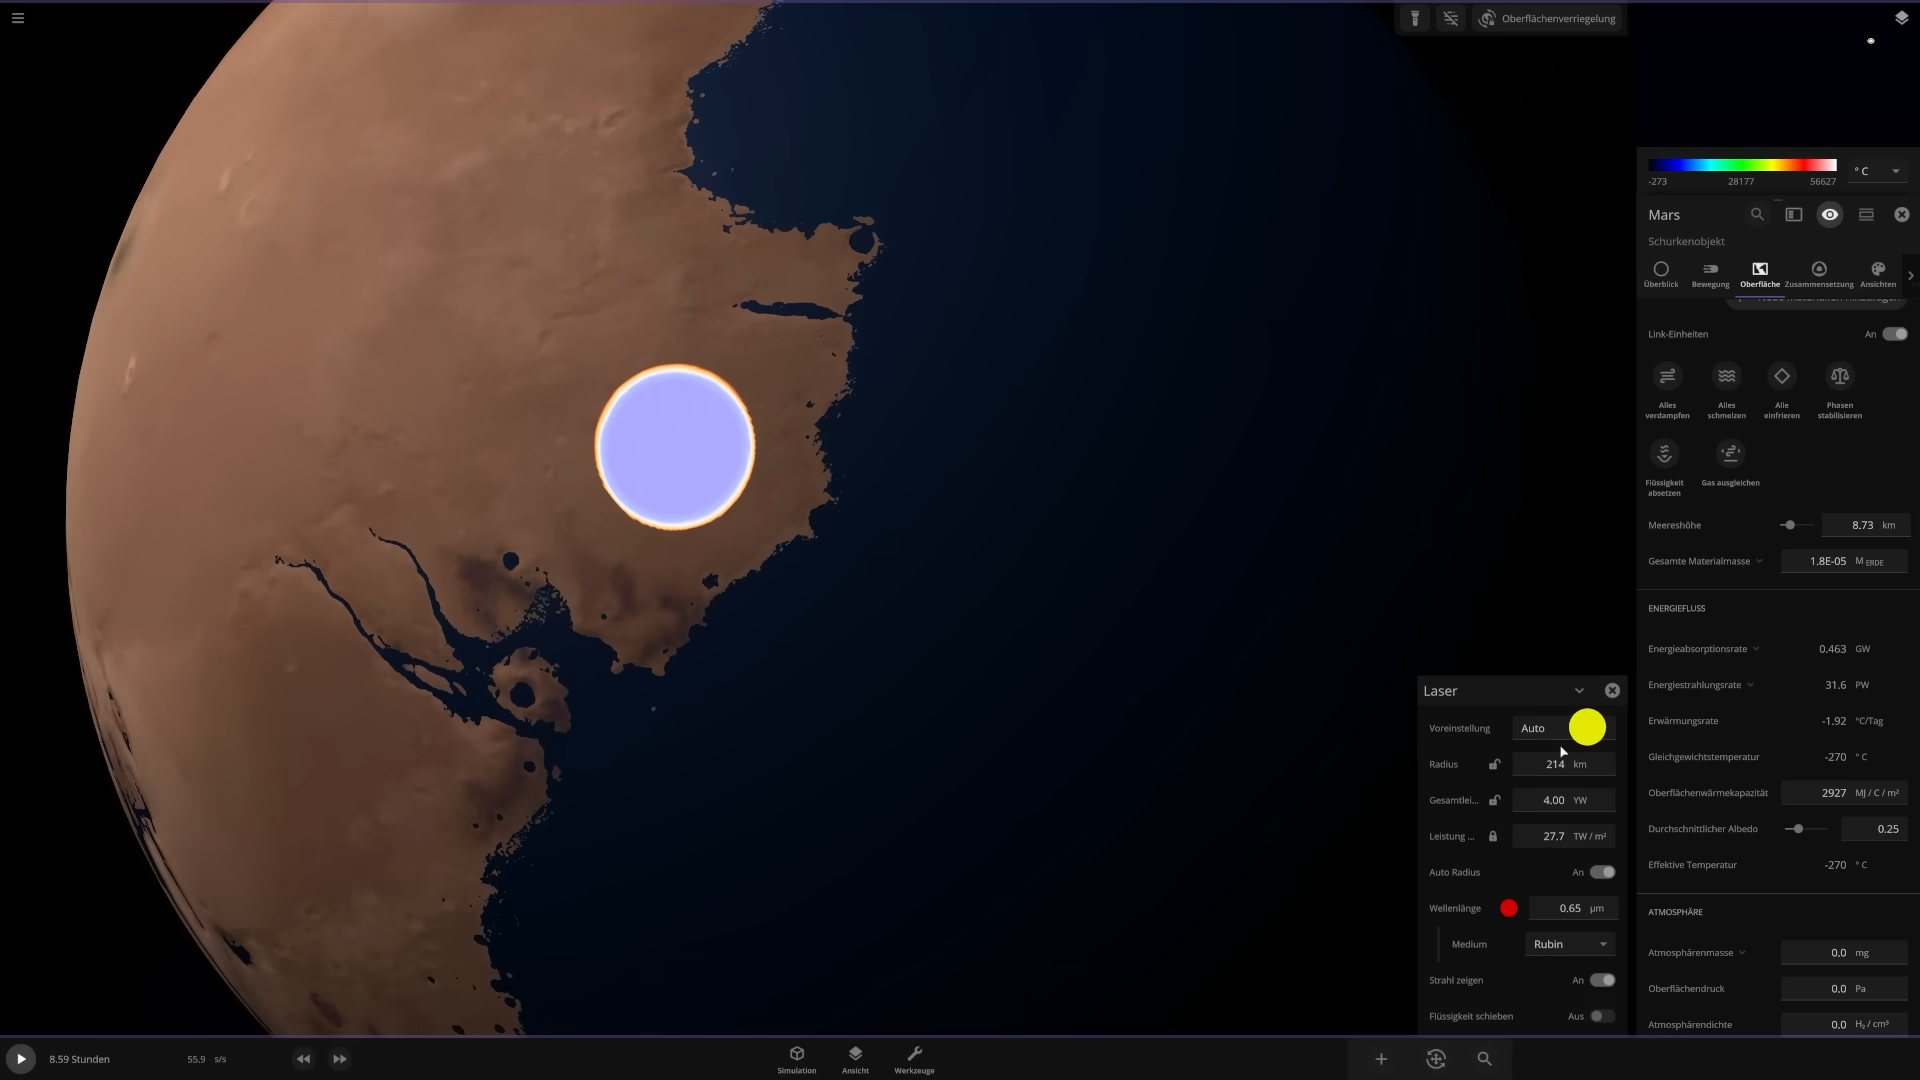 Oberflächenverriegelung
-273 28177 56627 ° C
Mars
Schurkenobjekt
Überblick Bewegung Oberfläche Zusammensetzung Ansichten
Link-Einheiten An
Alles verdampfen
Alles schmelzen
Alle einfrieren
Phasen stabilisieren
Flüssigkeit absetzen
Gas ausgleichen
Meereshöhe 8.73 km
Gesamte Materialmasse 1.8E-05 M ERDE
ENERGIEFLUSS
Energieabsorptionsrate 0.463 GW
Energiestrahlungsrate 31.6 PW
Erwärmungsrate -1.92 °C/Tag
Gleichgewichtstemperatur -270 ° C
Oberflächenwärmekapazität 2927 MJ / C / m²
Durchschnittlicher Albedo 0.25
Effektive Temperatur -270 ° C
ATMOSPHÄRE
Atmosphärenmasse 0.0 mg
Oberflächendruck 0.0 Pa
Atmosphärendichte 0.0 H₂ / cm³
Laser
Voreinstellung Auto
Radius 214 km
Gesamtlei... 4.00 YW
Leistung ... 27.7 TW / m²
Auto Radius An
Wellenlänge 0.65 µm
Medium Rubin
Strahl zeigen An
Flüssigkeit schieben Aus
8.59 Stunden 55.9 s/s
Simulation Ansicht Werkzeuge